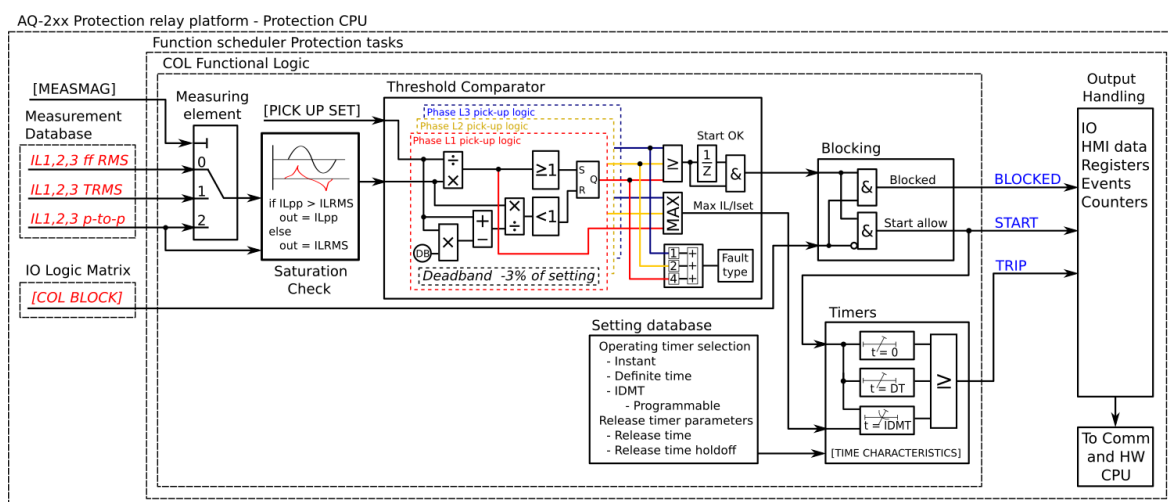 AQ-2xx Protection relay platform - Protection CPU
Function scheduler Protection tasks
COL Functional Logic
[MEASMAG]
Measurement
Database
IL1,2,3 ff RMS
IL1,2,3 TRMS
IL1,2,3 p-to-p
IO Logic Matrix
[COL BLOCK]
Measuring
element
0
1
2
if ILpp > ILRMS
out = ILpp
else
out = ILRMS
Saturation
Check
[PICK UP SET]
Threshold Comparator
Phase L3 pick-up logic
Phase L2 pick-up logic
Phase L1 pick-up logic
÷
×
≥1
S
Q
R
×
÷
<1
+
−
×
DB
Deadband -3% of setting
≥
Start OK
1
Z
&
MAX
Max IL/Iset
1 +
2 +
4 +
Fault
type
Blocking
&
Blocked
&
Start allow
BLOCKED
START
TRIP
Setting database
Operating timer selection
- Instant
- Definite time
- IDMT
- Programmable
Release timer parameters
- Release time
- Release time holdoff
Timers
t = 0
t = DT
t = IDMT
≥
[TIME CHARACTERISTICS]
Output
Handling
IO
HMI data
Registers
Events
Counters
To Comm
and HW
CPU